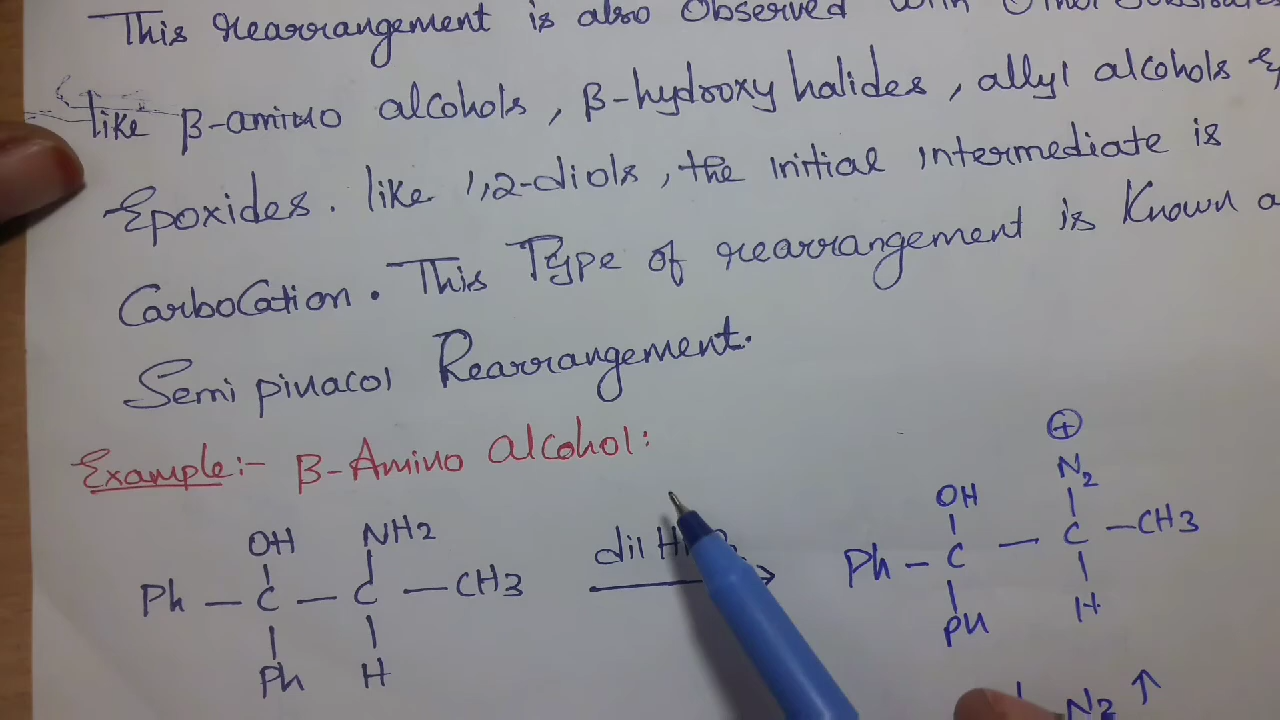 This rearrangement is also Observed with Other
like β-amino alcohols, β-hydroxy halides, allyl alcohols &
Epoxides. like 1,2-diols, the initial intermediate is
Carbocation. This Type of rearrangement is Known a
Semi pinacol Rearrangement.
Example:- β-Amino alcohol:
OH NH2
Ph — C — C — CH3
Ph H
dil
⊕
N2
OH
Ph — C — C — CH3
Ph H
N2 ↑